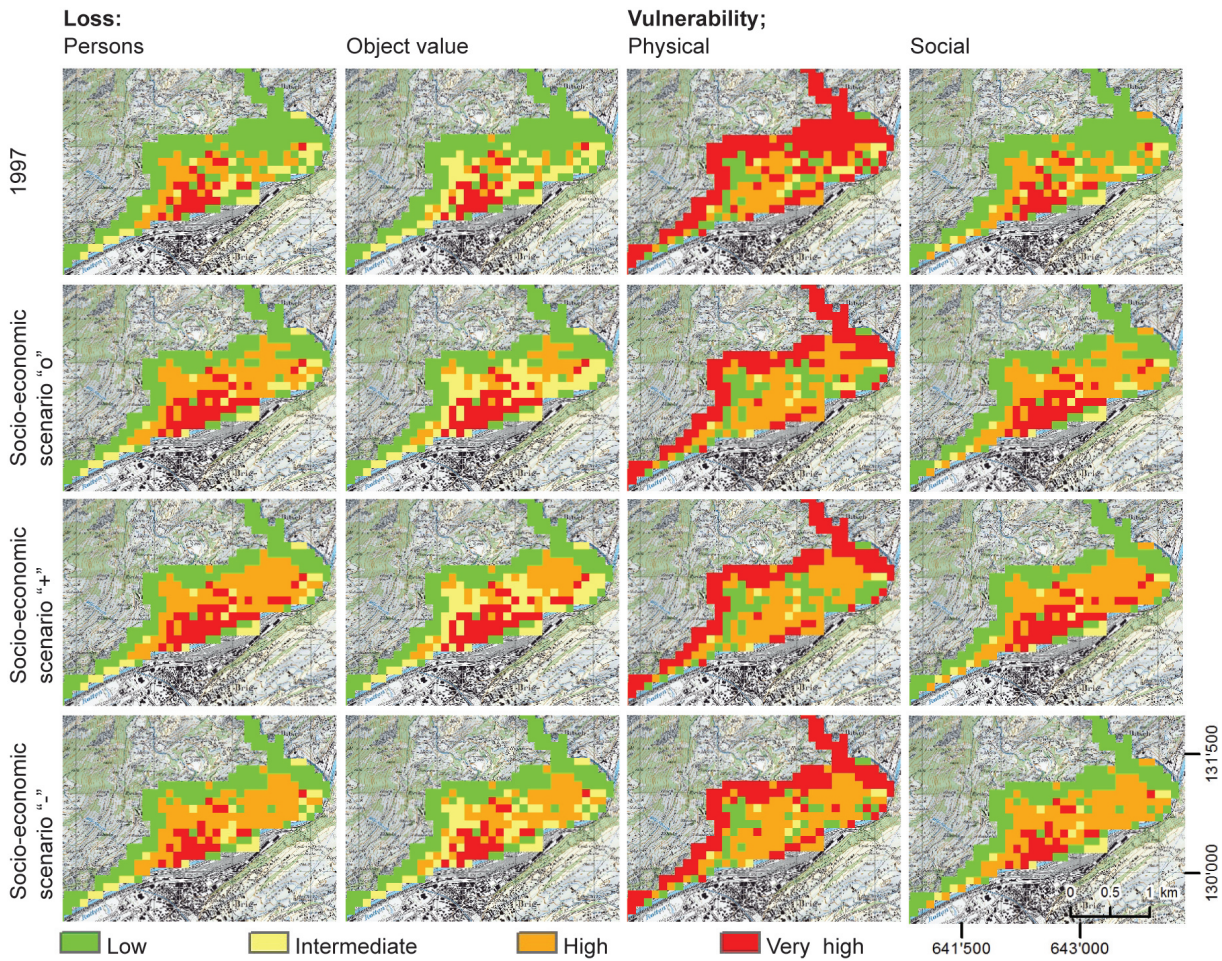 Loss:
Vulnerability;
Persons
Object value
Physical
Social
1997
Socio-economic
scenario “o”
Socio-economic
scenario “+”
Socio-economic
scenario “-”
131'500
130'000
0 0.5 1 km
Low
Intermediate
High
Very high
641'500
643'000